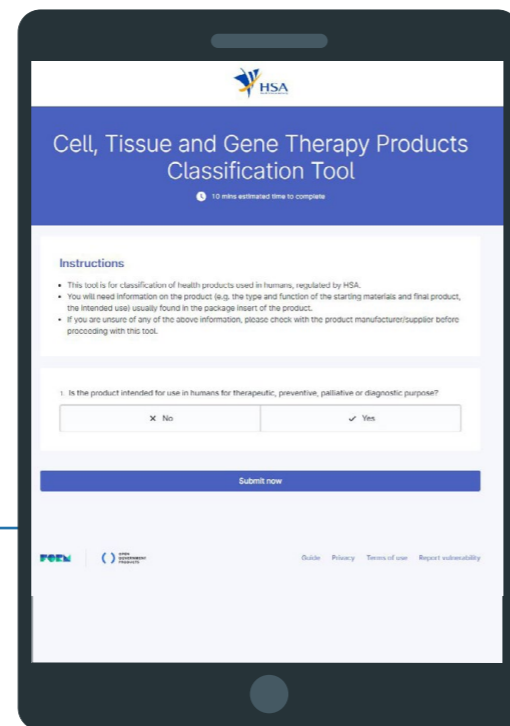 HSA
Cell, Tissue and Gene Therapy Products
Classification Tool
10 mins estimated time to complete
Instructions
• This tool is for classification of health products used in humans, regulated by HSA.
• You will need information on the product (e.g. the type and function of the starting materials and final product,
the intended use) usually found in the package insert of the product.
• If you are unsure of any of the above information, please check with the product manufacturer/supplier before
proceeding with this tool.
1. Is the product intended for use in humans for therapeutic, preventive, palliative or diagnostic purpose?
No Yes
Submit now
FORM
OPEN
GOVERNMENT
PRODUCTS
Guide Privacy Terms of use Report vulnerability